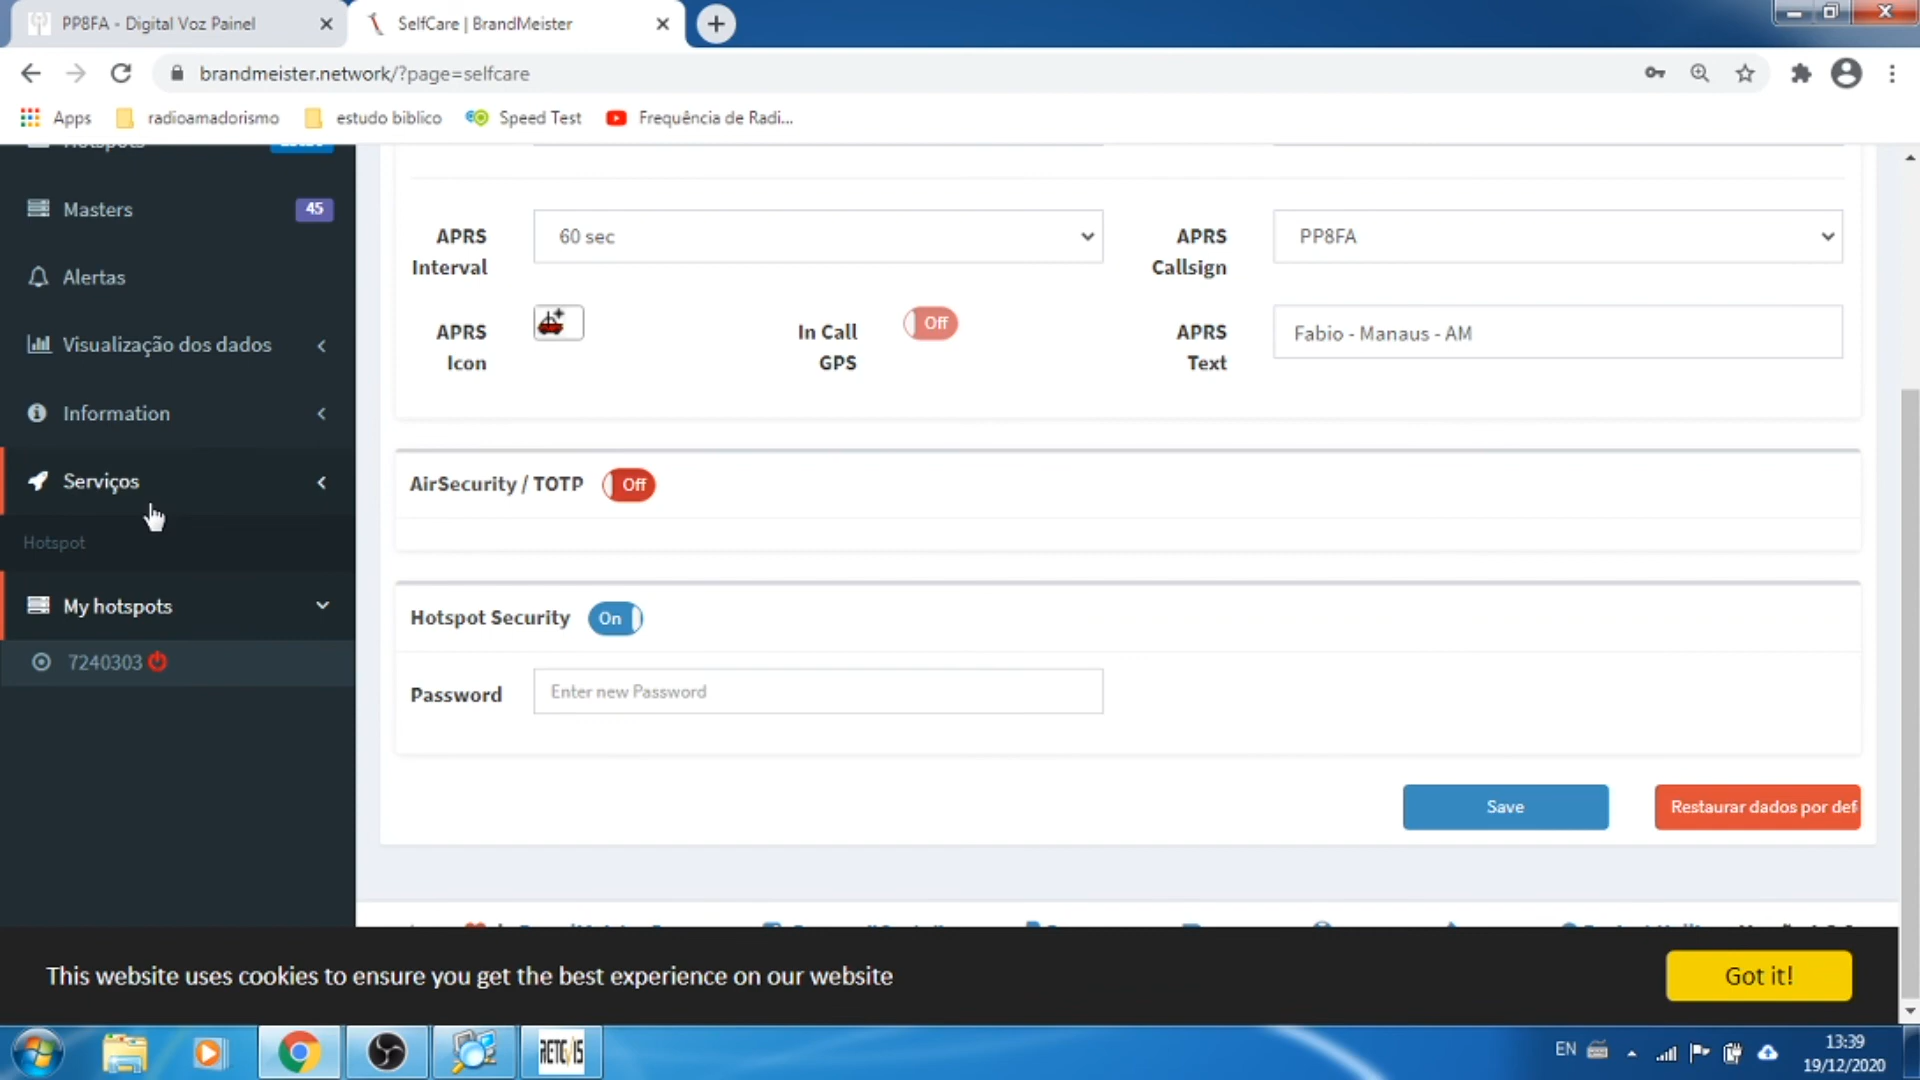 PP8FA - Digital Voz Painel
SelfCare | BrandMeister
brandmeister.network/?page=selfcare
Apps
radioamadorismo
estudo biblico
Speed Test
Frequência de Radi...
Hotspots
Masters 45
Alertas
Visualização dos dados
Information
Serviços
Hotspot
My hotspots
7240303
APRS Interval
60 sec
APRS Callsign
PP8FA
APRS Icon
In Call GPS
Off
APRS Text
Fabio - Manaus - AM
AirSecurity / TOTP Off
Hotspot Security On
Password
Enter new Password
Save
Restaurar dados por def
This website uses cookies to ensure you get the best experience on our website
Got it!
RETEVIS
EN
13:39
19/12/2020